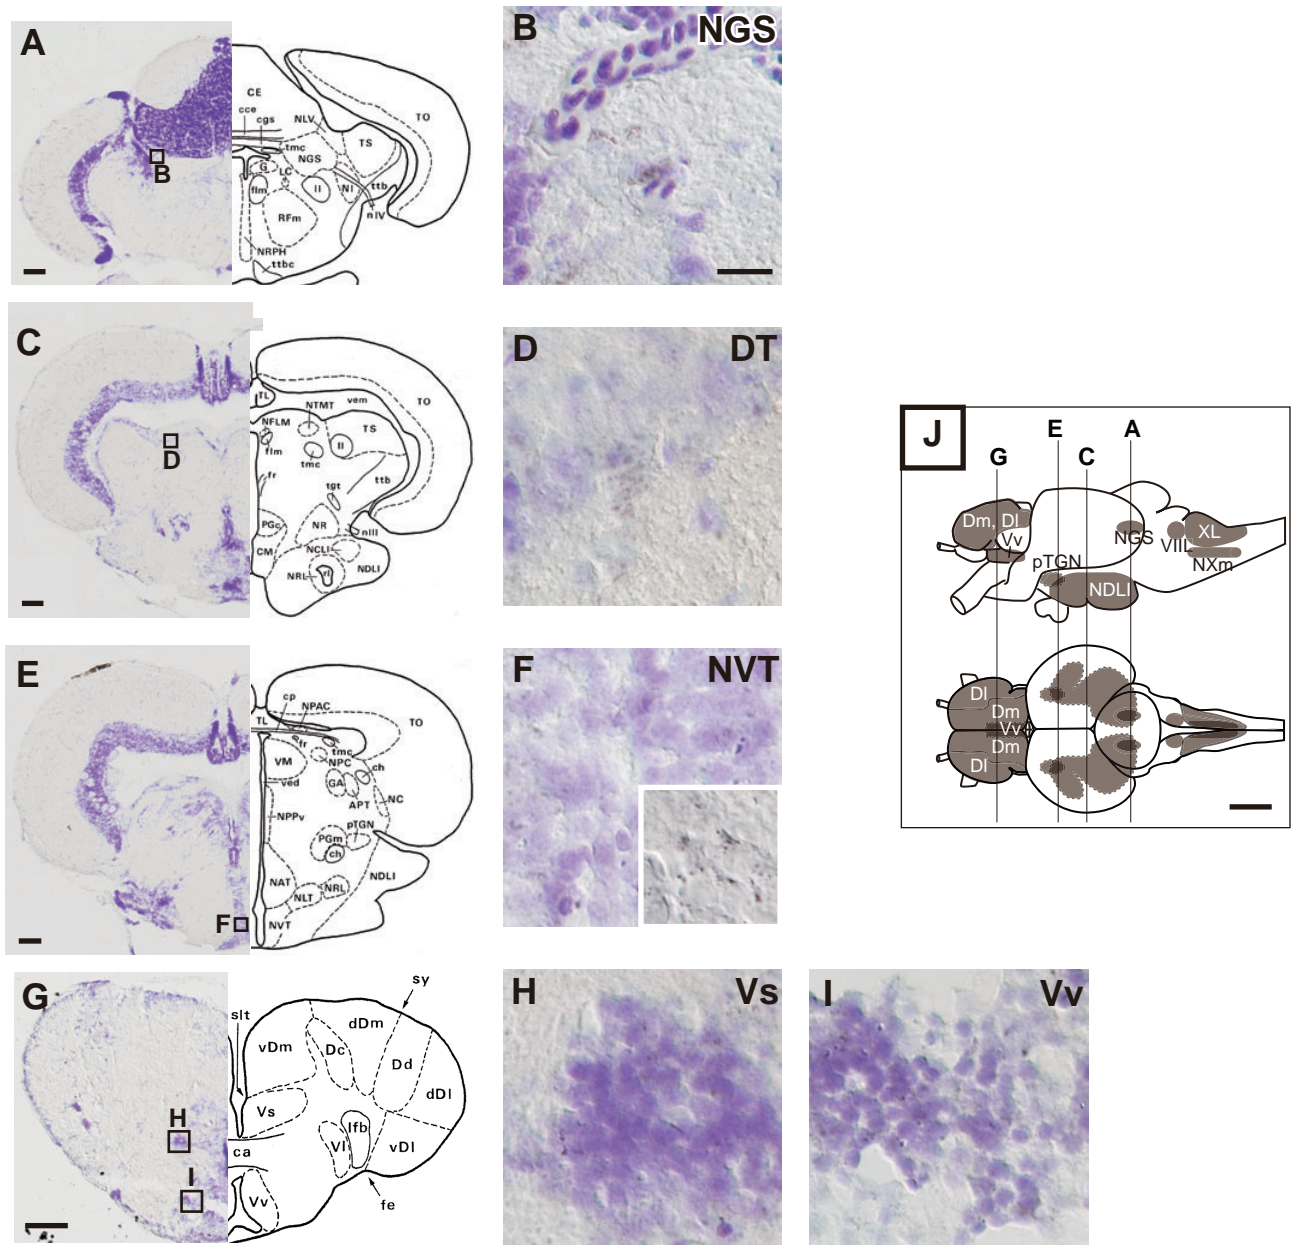 A
B
CE
cce
cgs
NLV
tmc
TS
TO
NGS
G
LC
flm
ll
NI
ttb
nIV
RFm
NRPH
ttbc
B
NGS
C
D
TL
vem
TO
NTMT
NFLM
TS
flm
ll
tmc
fr
ttb
tgt
PGc
NR
nIII
CM
NCLI
NRL
rl
NDLI
D
DT
E
F
cp
NPAC
TL
TO
fr
tmc
VM
NPC
ch
ved
GA
APT
NC
NPPv
pTGN
PGm
ch
NDLI
NAT
NRL
NLT
NVT
F
NVT
G
H
I
sy
slt
dDm
vDm
Dc
Dd
dDl
Vs
lfb
Vl
vDl
ca
Vv
fe
H
Vs
I
Vv
J
E
A
G
C
Dm, Dl
Vv
NGS
VIIL
XL
pTGN
NXm
NDLI
Dl
Dm
Vv
Dm
Dl